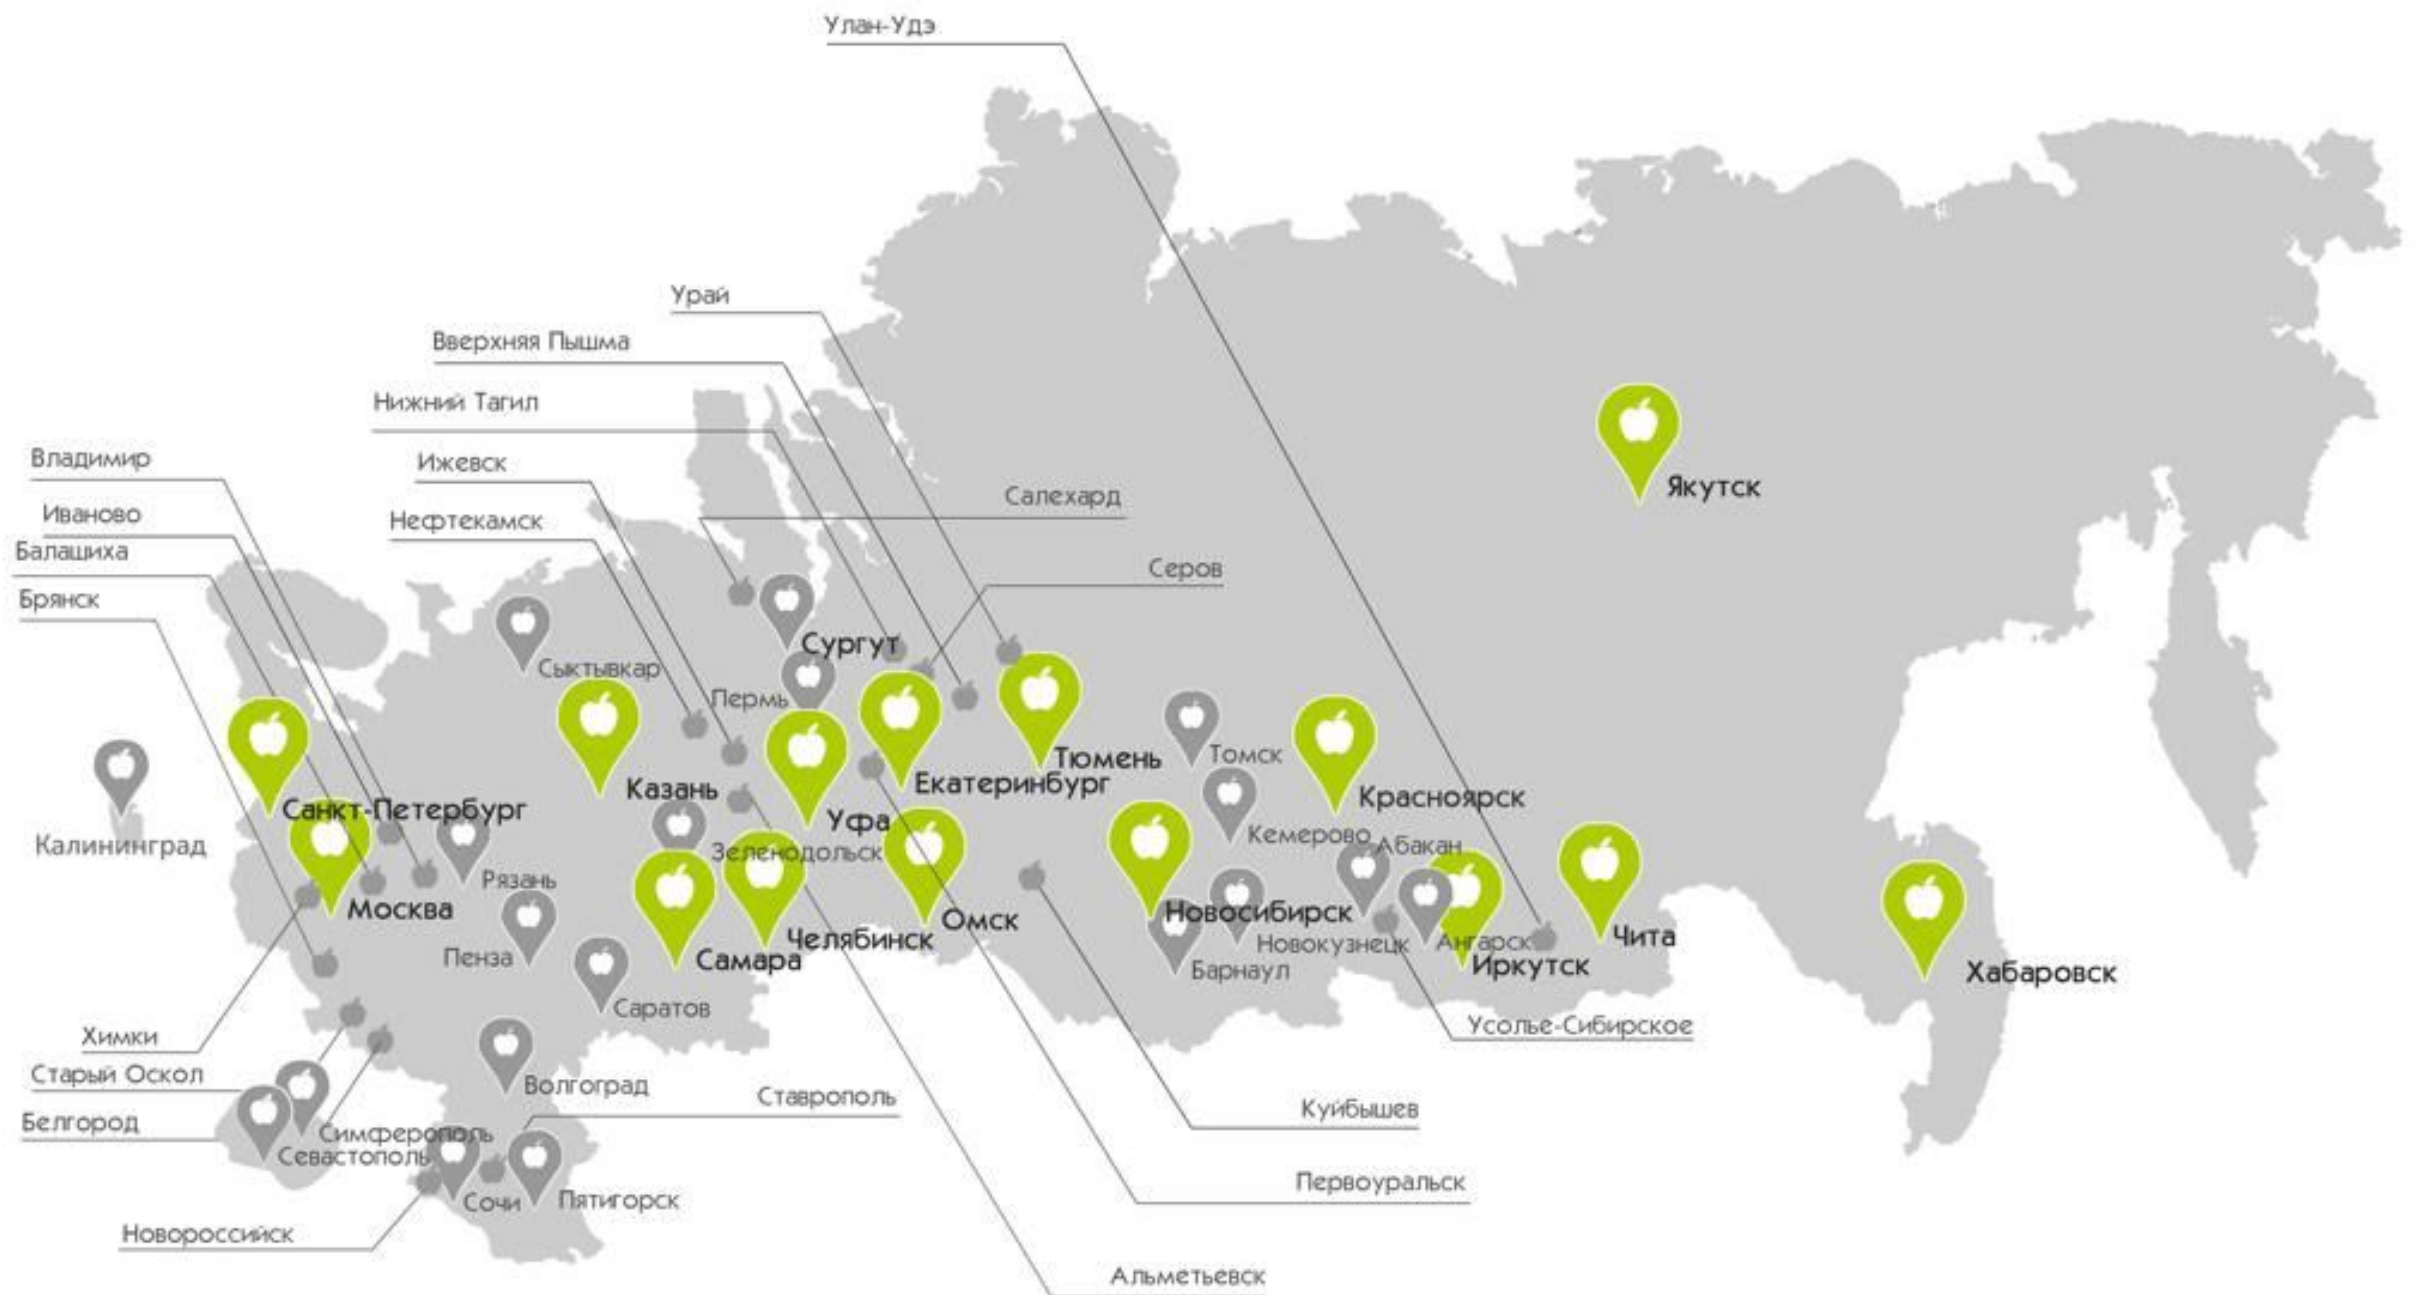 Улан-Удэ
Урай
Вверхняя Пышма
Нижний Тагил
Владимир
Ижевск
Якутск
Салехард
Иваново
Нефтекамск
Балашиха
Серов
Брянск
Сургут
Сыктывкар
Пермь
Томск
Тюмень
Екатеринбург
Казань
Красноярск
Санкт-Петербург
Уфа
Кемерово
Калининград
Абакан
Зеленодольск
Рязань
Москва
Новосибирск
Омск
Челябинск
Чита
Новокузнецк
Ангарск
Пенза
Самара
Иркутск
Барнаул
Хабаровск
Саратов
Усолье-Сибирское
Химки
Старый Оскол
Волгоград
Ставрополь
Куйбышев
Белгород
Симферополь
Севастополь
Первоуральск
Сочи
Пятигорск
Новороссийск
Альметьевск